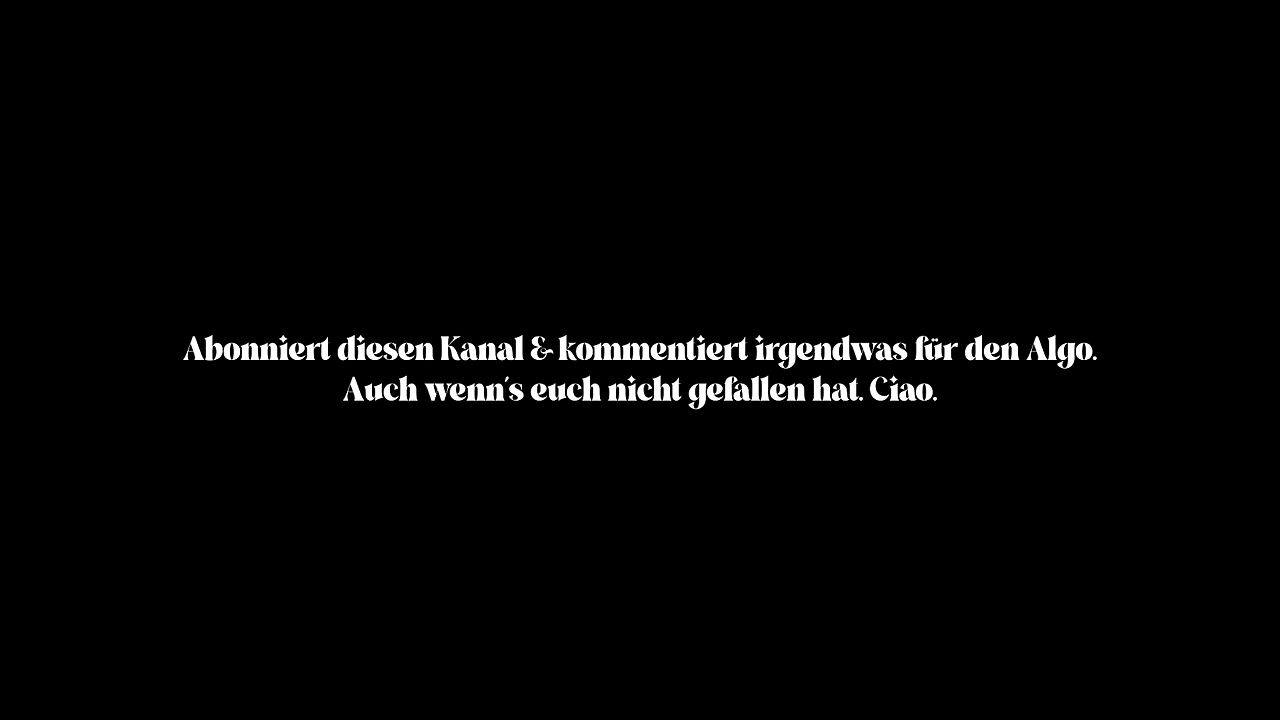 Abonniert diesen Kanal & kommentiert irgendwas für den Algo.
Auch wenn's euch nicht gefallen hat. Ciao.